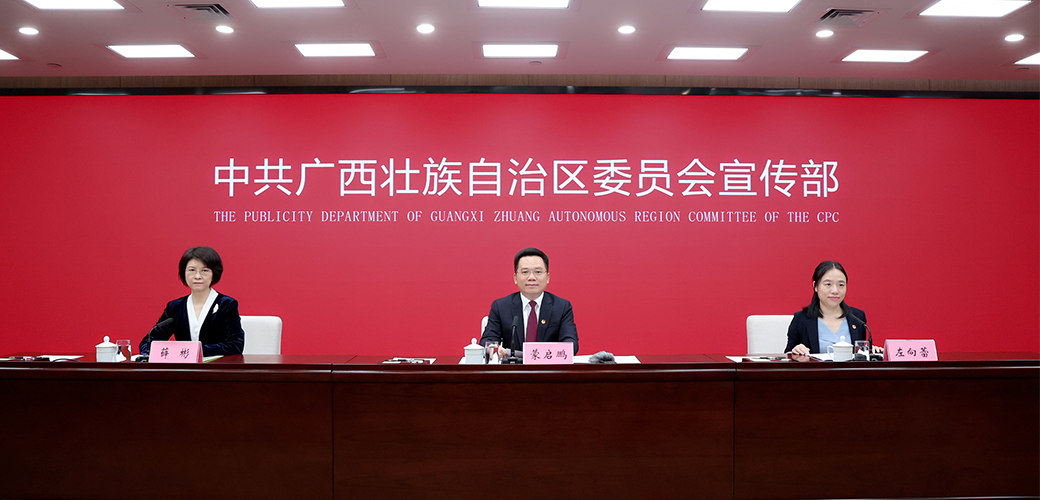 中共广西壮族自治区委员会宣传部
THE PUBLICITY DEPARTMENT OF GUANGXI ZHUANG AUTONOMOUS REGION COMMITTEE OF THE CPC
薛彬
蒙启鹏
左向蕾